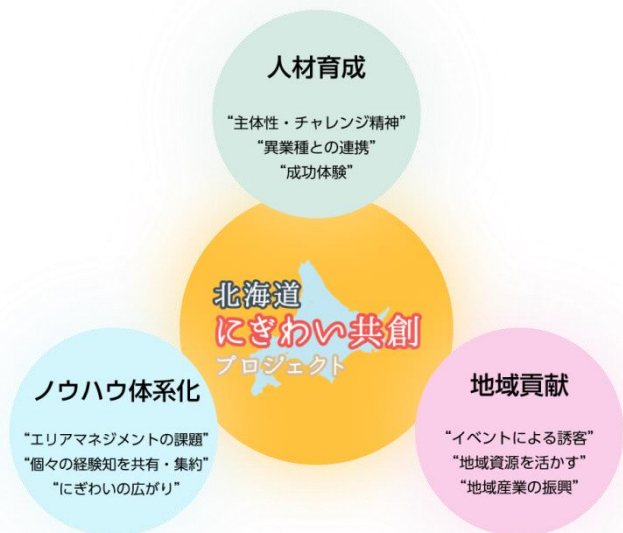 人材育成
“主体性・チャレンジ精神”
“異業種との連携”
“成功体験”
北海道
にぎわい共創
プロジェクト
ノウハウ体系化
“エリアマネジメントの課題”
“個々の経験知を共有・集約”
“にぎわいの広がり”
地域貢献
“イベントによる誘客”
“地域資源を活かす”
“地域産業の振興”